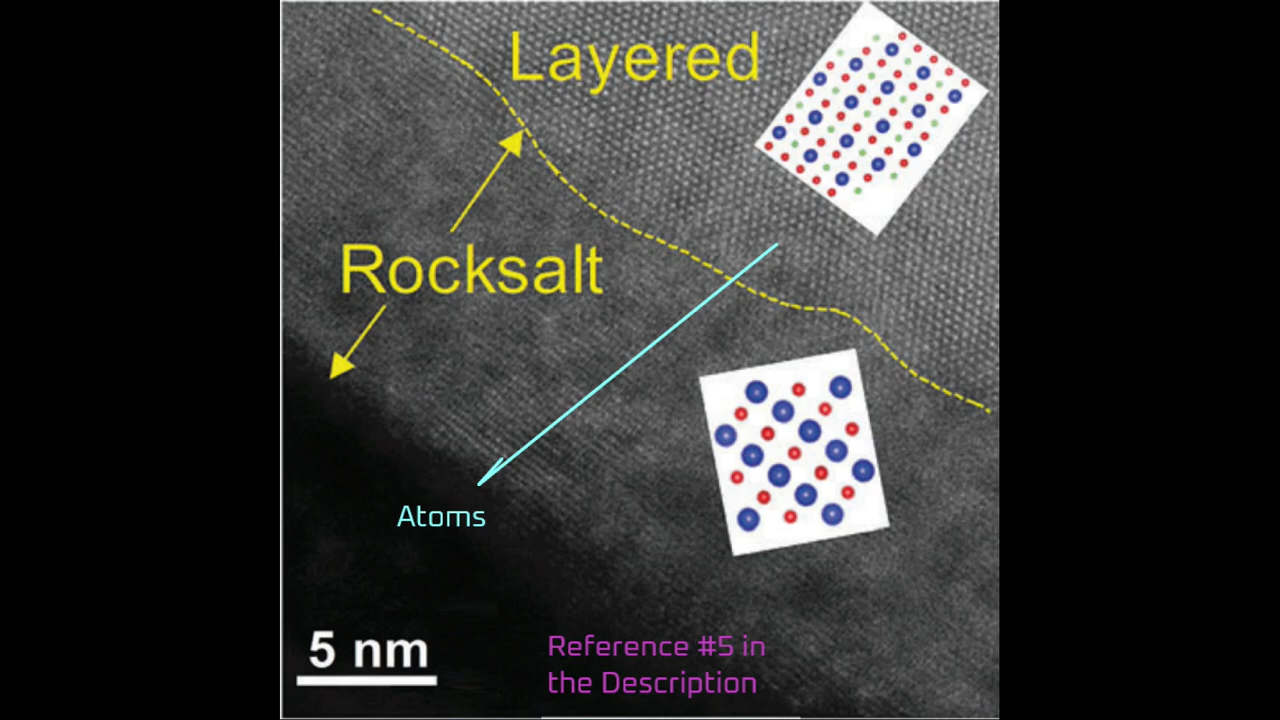 Layered
Rocksalt
Atoms
5 nm
Reference #5 in
the Description